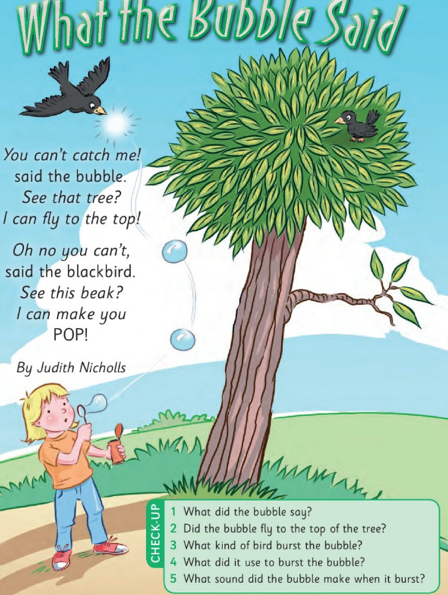 What the Bubble Said
You can't catch me!
said the bubble.
See that tree?
I can fly to the top!
Oh no you can't,
said the blackbird.
See this beak?
I can make you
POP!
By Judith Nicholls
CHECK-UP
1 What did the bubble say?
2 Did the bubble fly to the top of the tree?
3 What kind of bird burst the bubble?
4 What did it use to burst the bubble?
5 What sound did the bubble make when it burst?